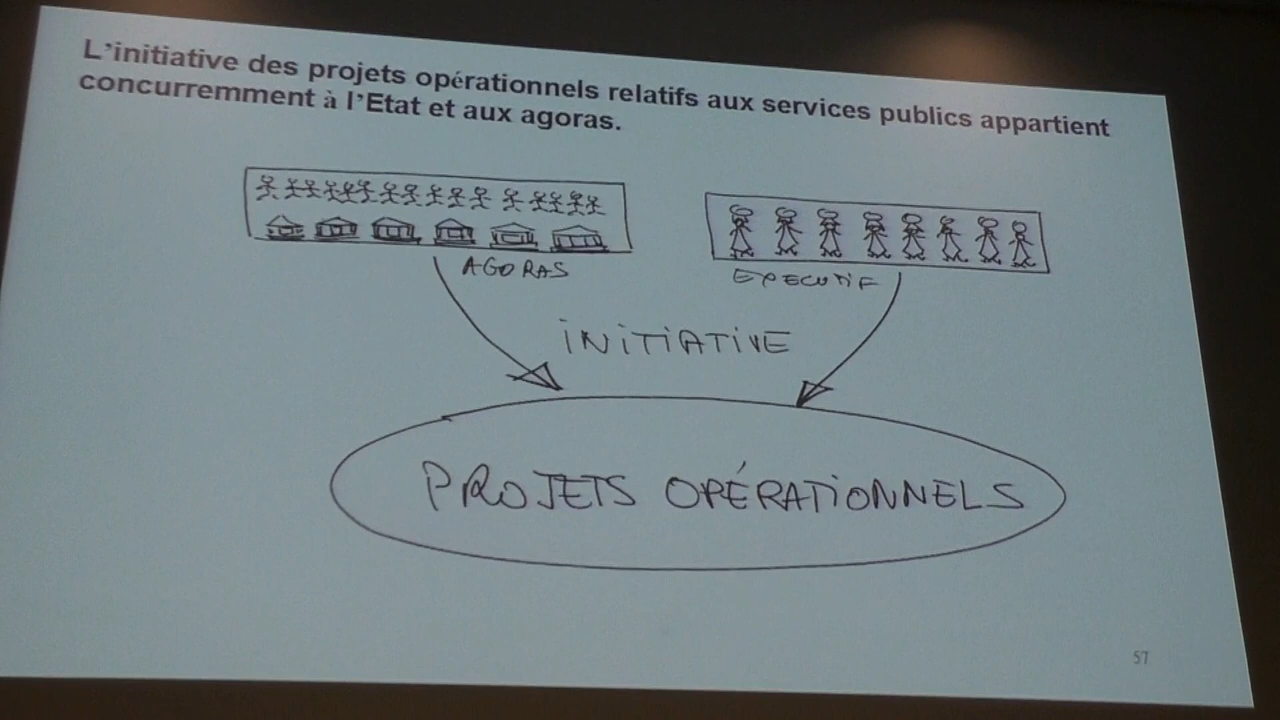 L'initiative des projets opérationnels relatifs aux services publics appartient
concurremment à l'Etat et aux agoras.
AGORAS
EXECUTIF
INITIATIVE
PROJETS OPÉRATIONNELS
57